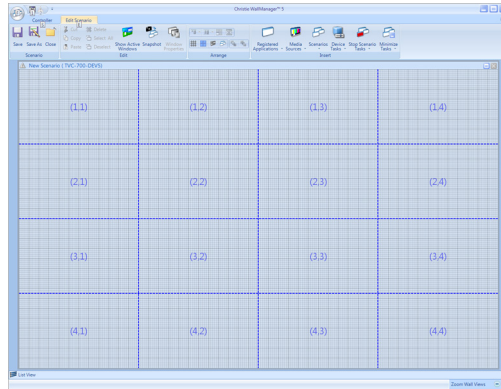 Christie WallManager™ 5
Controller Edit Scenario
Save Save As Close Cut Copy Paste Delete Select All Deselect Show Active Windows Snapshot Window Properties Registered Applications Media Sources Scenarios Device Tasks Stop Scenario Tasks Minimize Tasks
Scenario Edit Arrange Insert
New Scenario ( TVC-700-DEV5)
(1,1) (1,2) (1,3) (1,4)
(2,1) (2,2) (2,3) (2,4)
(3,1) (3,2) (3,3) (3,4)
(4,1) (4,2) (4,3) (4,4)
List View
Zoom Wall Views